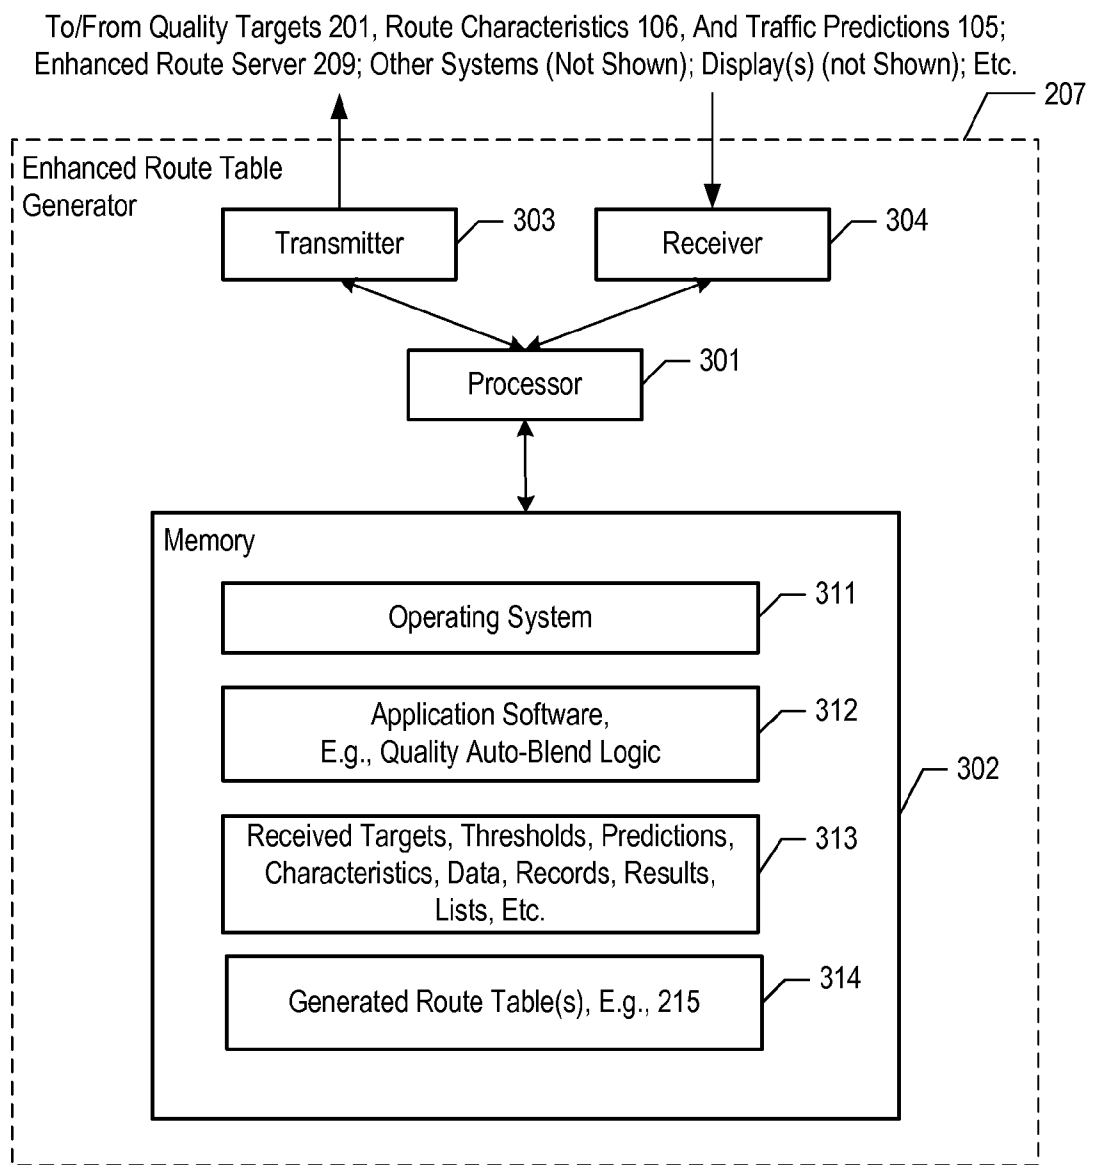 To/From Quality Targets 201, Route Characteristics 106, And Traffic Predictions 105;
Enhanced Route Server 209; Other Systems (Not Shown); Display(s) (not Shown); Etc.
207
Enhanced Route Table
Generator
Transmitter
303
Receiver
304
Processor
301
Memory
Operating System
311
Application Software,
E.g., Quality Auto-Blend Logic
312
302
Received Targets, Thresholds, Predictions,
Characteristics, Data, Records, Results,
Lists, Etc.
313
Generated Route Table(s), E.g., 215
314